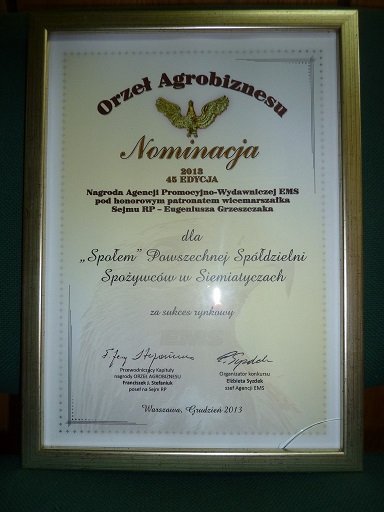 Orzeł Agrobiznesu
Nominacja
2013
45 EDYCJA
Nagroda Agencji Promocyjno-Wydawniczej EMS
pod honorowym patronatem wicemarszałka
Sejmu RP – Eugeniusza Grzeszczaka
dla
„Społem” Powszechnej Spółdzielni
Spożywców w Siemiatyczach
za sukces rynkowy
Przewodniczący Kapituły
nagrody ORZEŁ AGROBIZNESU
Franciszek J. Stefaniuk
poseł na Sejm RP
Organizator konkursu
Elżbieta Syzdek
szef Agencji EMS
Warszawa, Grudzień 2013